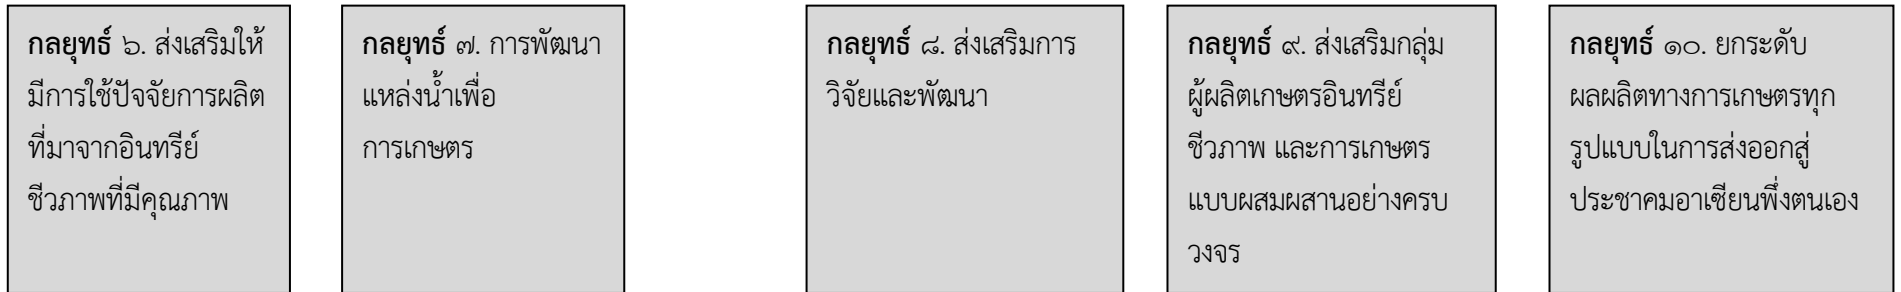 กลยุทธ์ ๖. ส่งเสริมให้
มีการใช้ปัจจัยการผลิต
ที่มาจากอินทรีย์
ชีวภาพที่มีคุณภาพ
กลยุทธ์ ๗. การพัฒนา
แหล่งน้ำเพื่อ
การเกษตร
กลยุทธ์ ๘. ส่งเสริมการ
วิจัยและพัฒนา
กลยุทธ์ ๙. ส่งเสริมกลุ่ม
ผู้ผลิตเกษตรอินทรีย์
ชีวภาพ และการเกษตร
แบบผสมผสานอย่างครบ
วงจร
กลยุทธ์ ๑๐. ยกระดับ
ผลผลิตทางการเกษตรทุก
รูปแบบในการส่งออกสู่
ประชาคมอาเซียนพึ่งตนเอง